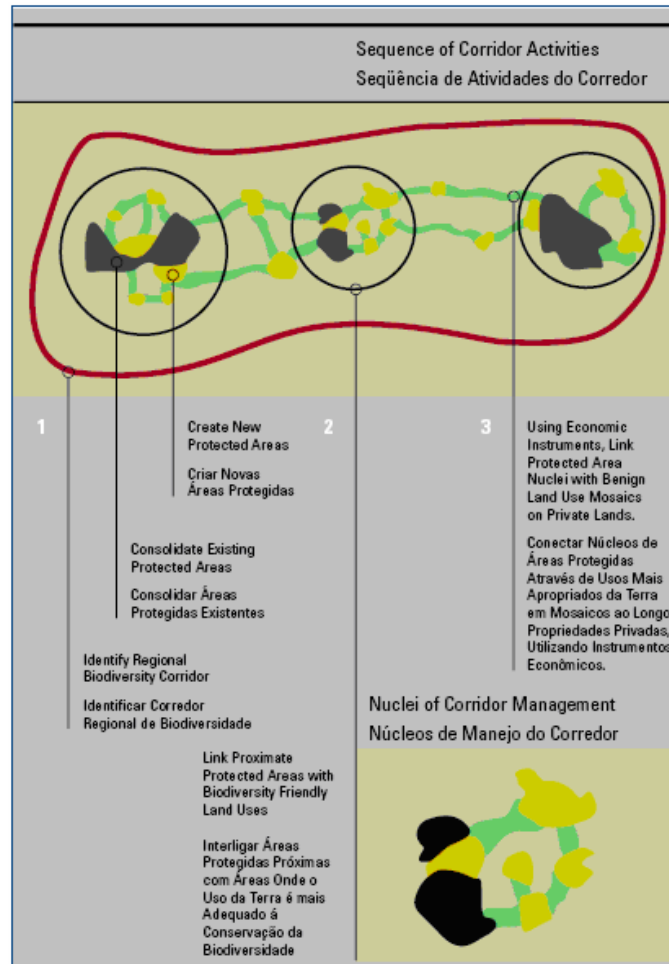 Sequence of Corridor Activities
Seqüência de Atividades do Corredor
1
Create New
Protected Areas
Criar Novas
Áreas Protegidas
Consolidate Existing
Protected Areas
Consolidar Áreas
Protegidas Existentes
Identify Regional
Biodiversity Corridor
Identificar Corredor
Regional de Biodiversidade
2
Link Proximate
Protected Areas with
Biodiversity Friendly
Land Uses
Interligar Áreas
Protegidas Próximas
com Áreas Onde o
Uso da Terra é mais
Adequado á
Conservação da
Biodiversidade
3
Using Economic
Instruments, Link
Protected Area
Nuclei with Benign
Land Use Mosaics
on Private Lands.
Conectar Núcleos de
Áreas Protegidas
Através de Usos Mais
Apropriados da Terra
em Mosaicos ao Longo
Propriedades Privadas,
Utilizando Instrumentos
Econômicos.
Nuclei of Corridor Management
Núcleos de Manejo do Corredor